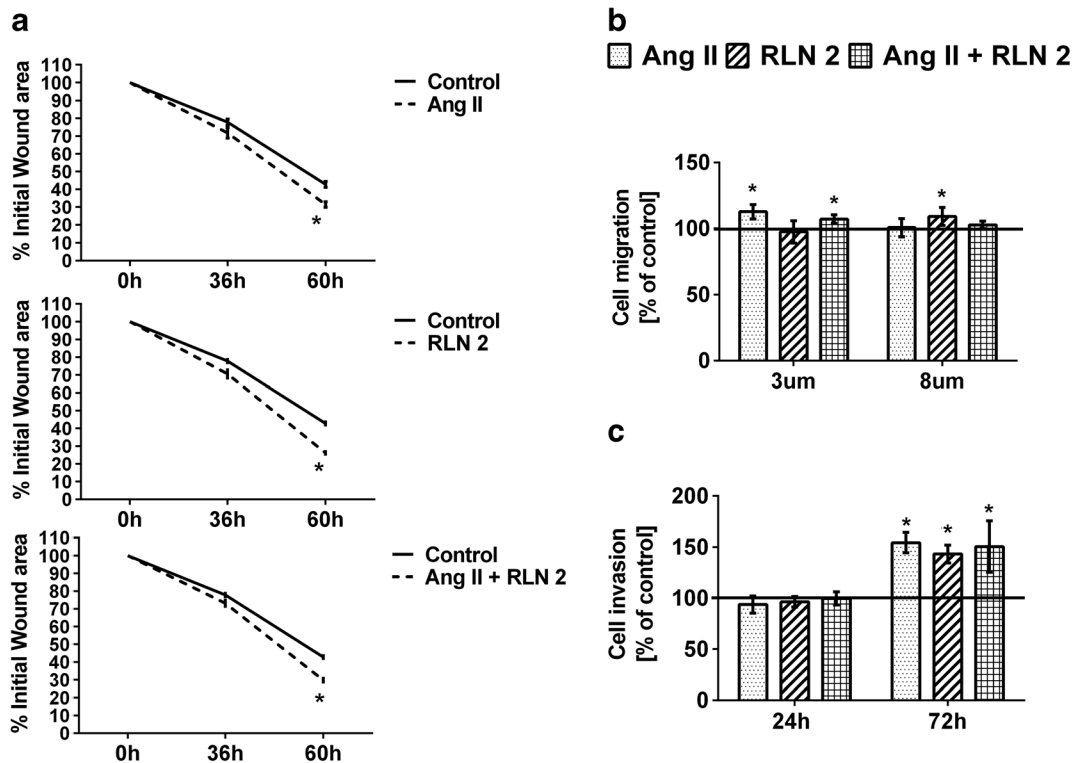 a
% Initial Wound area
110
100
90
80
70
60
50
40
30
20
10
0
0h 36h 60h
Control
Ang II
*
% Initial Wound area
110
100
90
80
70
60
50
40
30
20
10
0
0h 36h 60h
Control
RLN 2
*
% Initial Wound area
110
100
90
80
70
60
50
40
30
20
10
0
0h 36h 60h
Control
Ang II + RLN 2
*
b
Ang II RLN 2 Ang II + RLN 2
Cell migration
[% of control]
150
100
50
0
* * *
3um 8um
c
Cell invasion
[% of control]
200
150
100
50
0
* * *
24h 72h